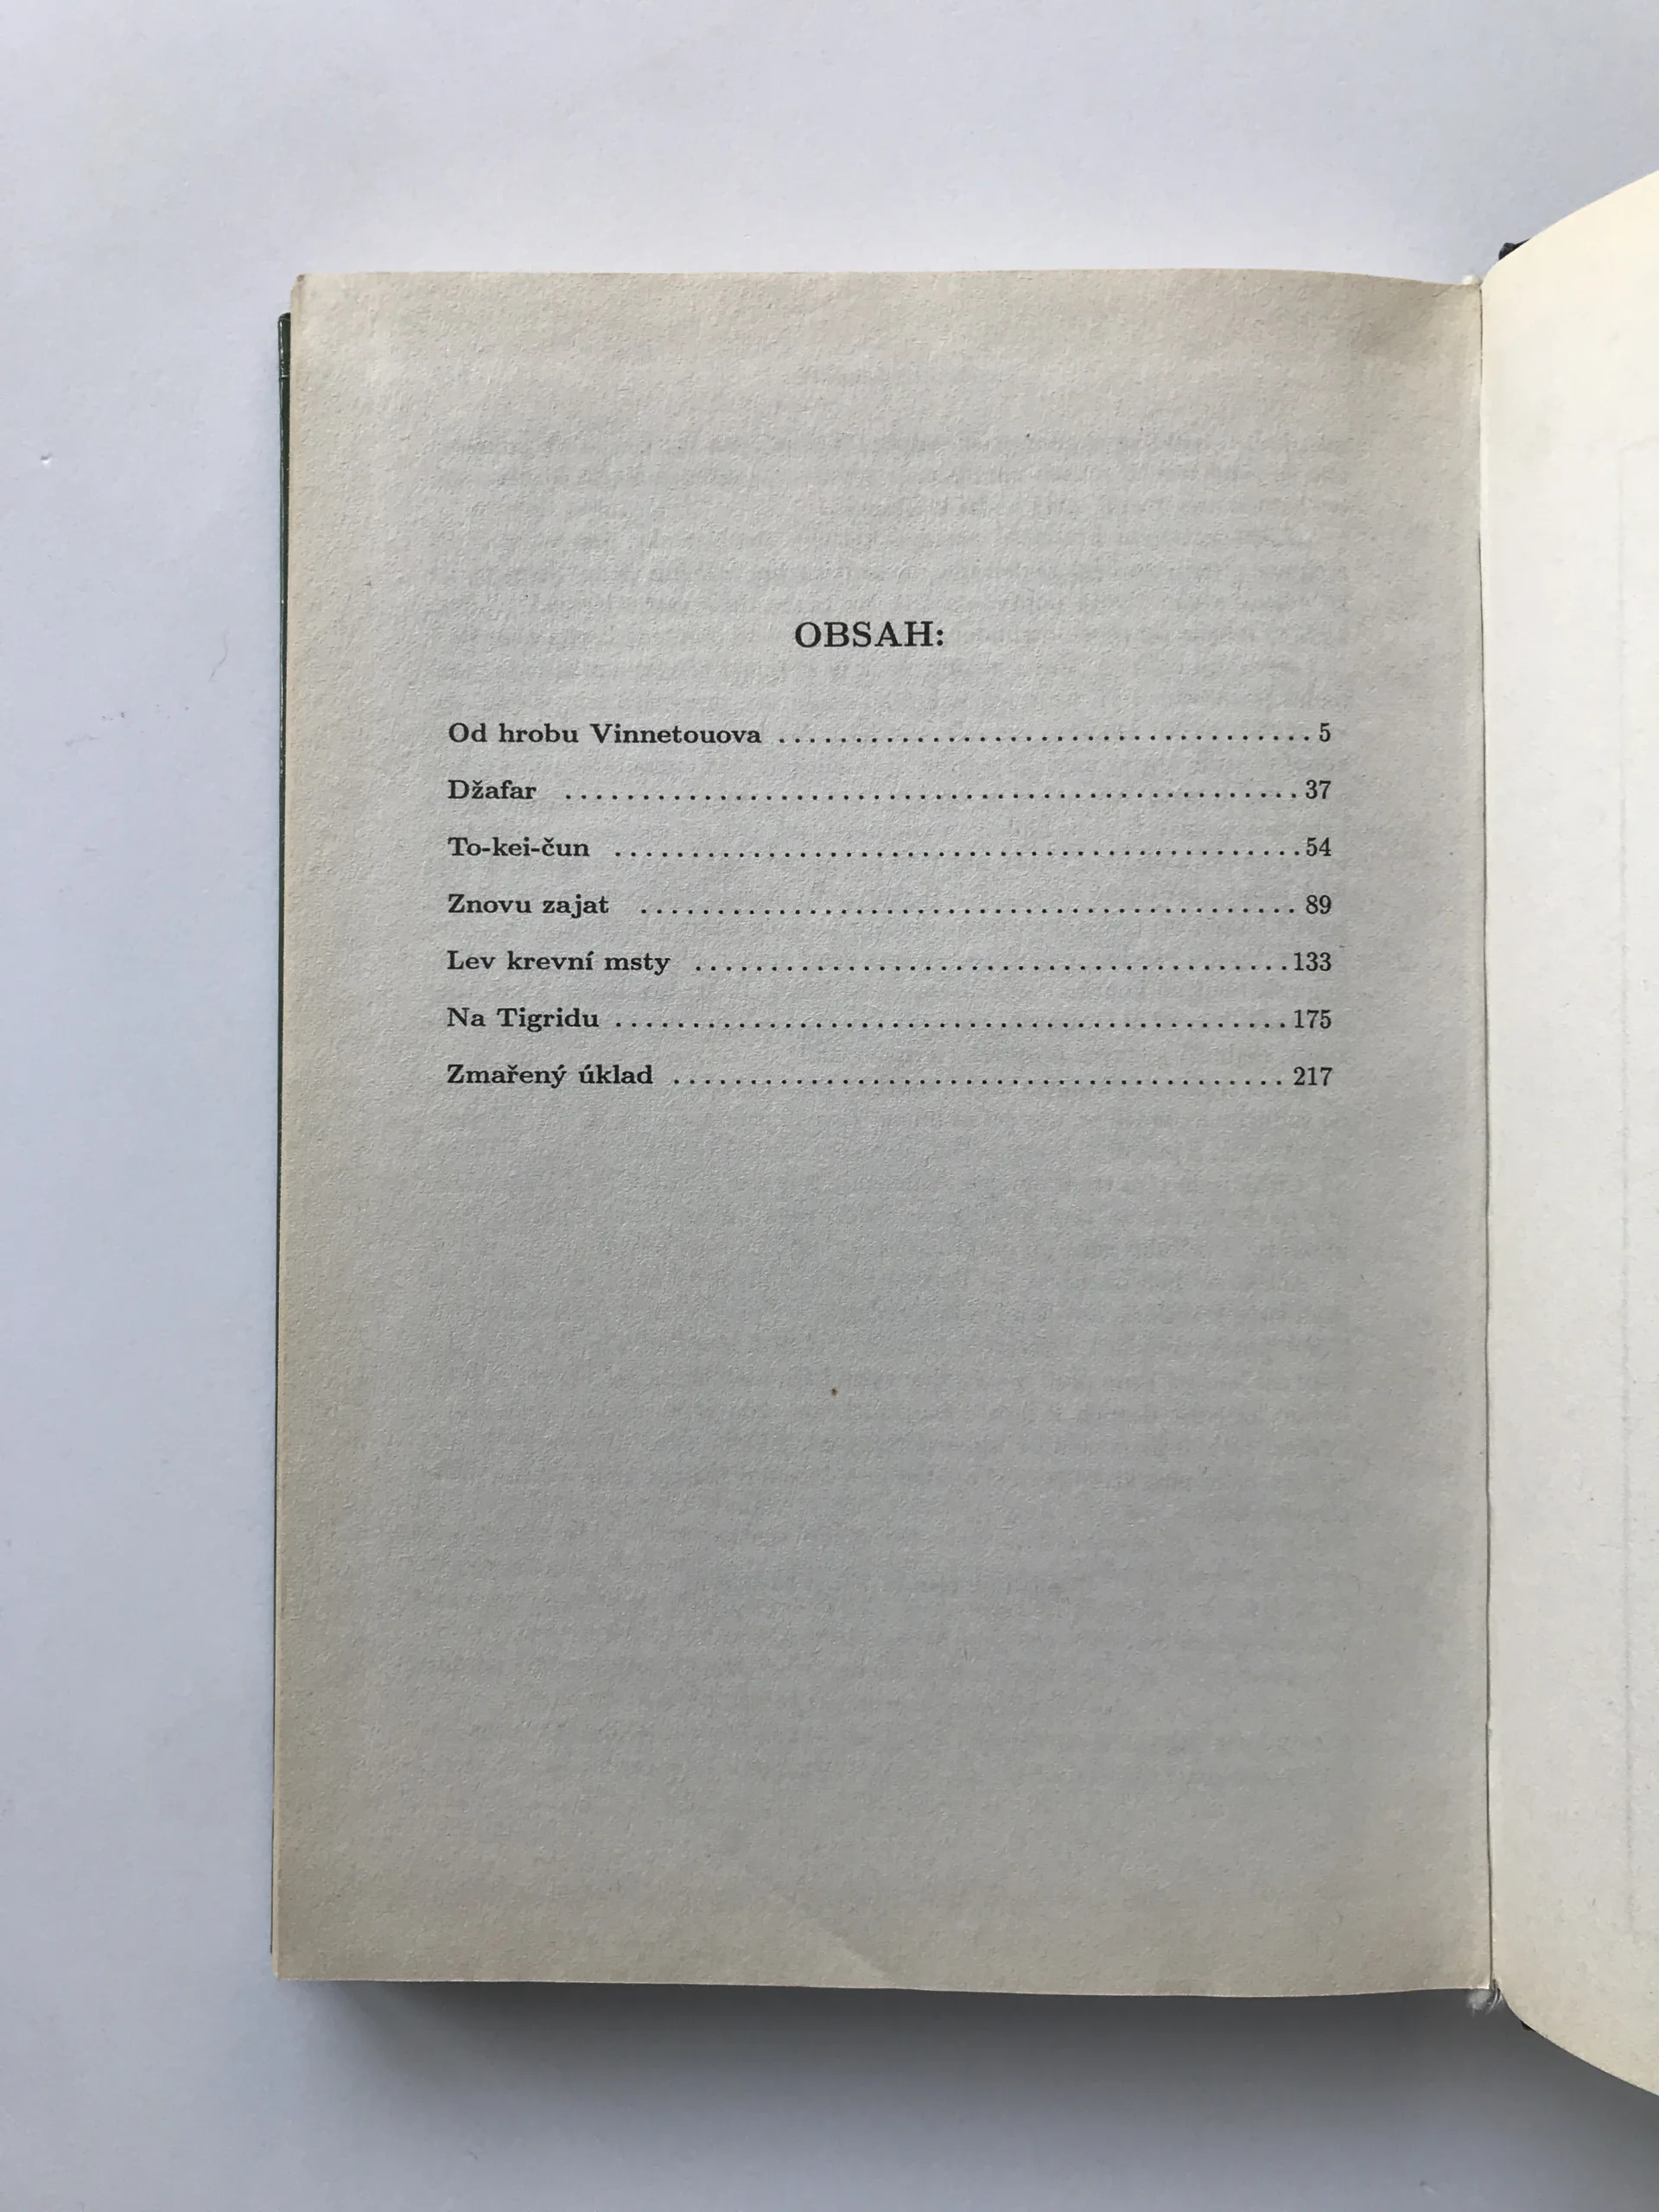 OBSAH:
Od hrobu Vinnetouova ................................... 5
Džafar ................................................ 37
To-kei-čun ............................................. 54
Znovu zajat ........................................... 89
Lev krevní msty ....................................... 133
Na Tigridu ............................................ 175
Zmařený úklad ........................................ 217